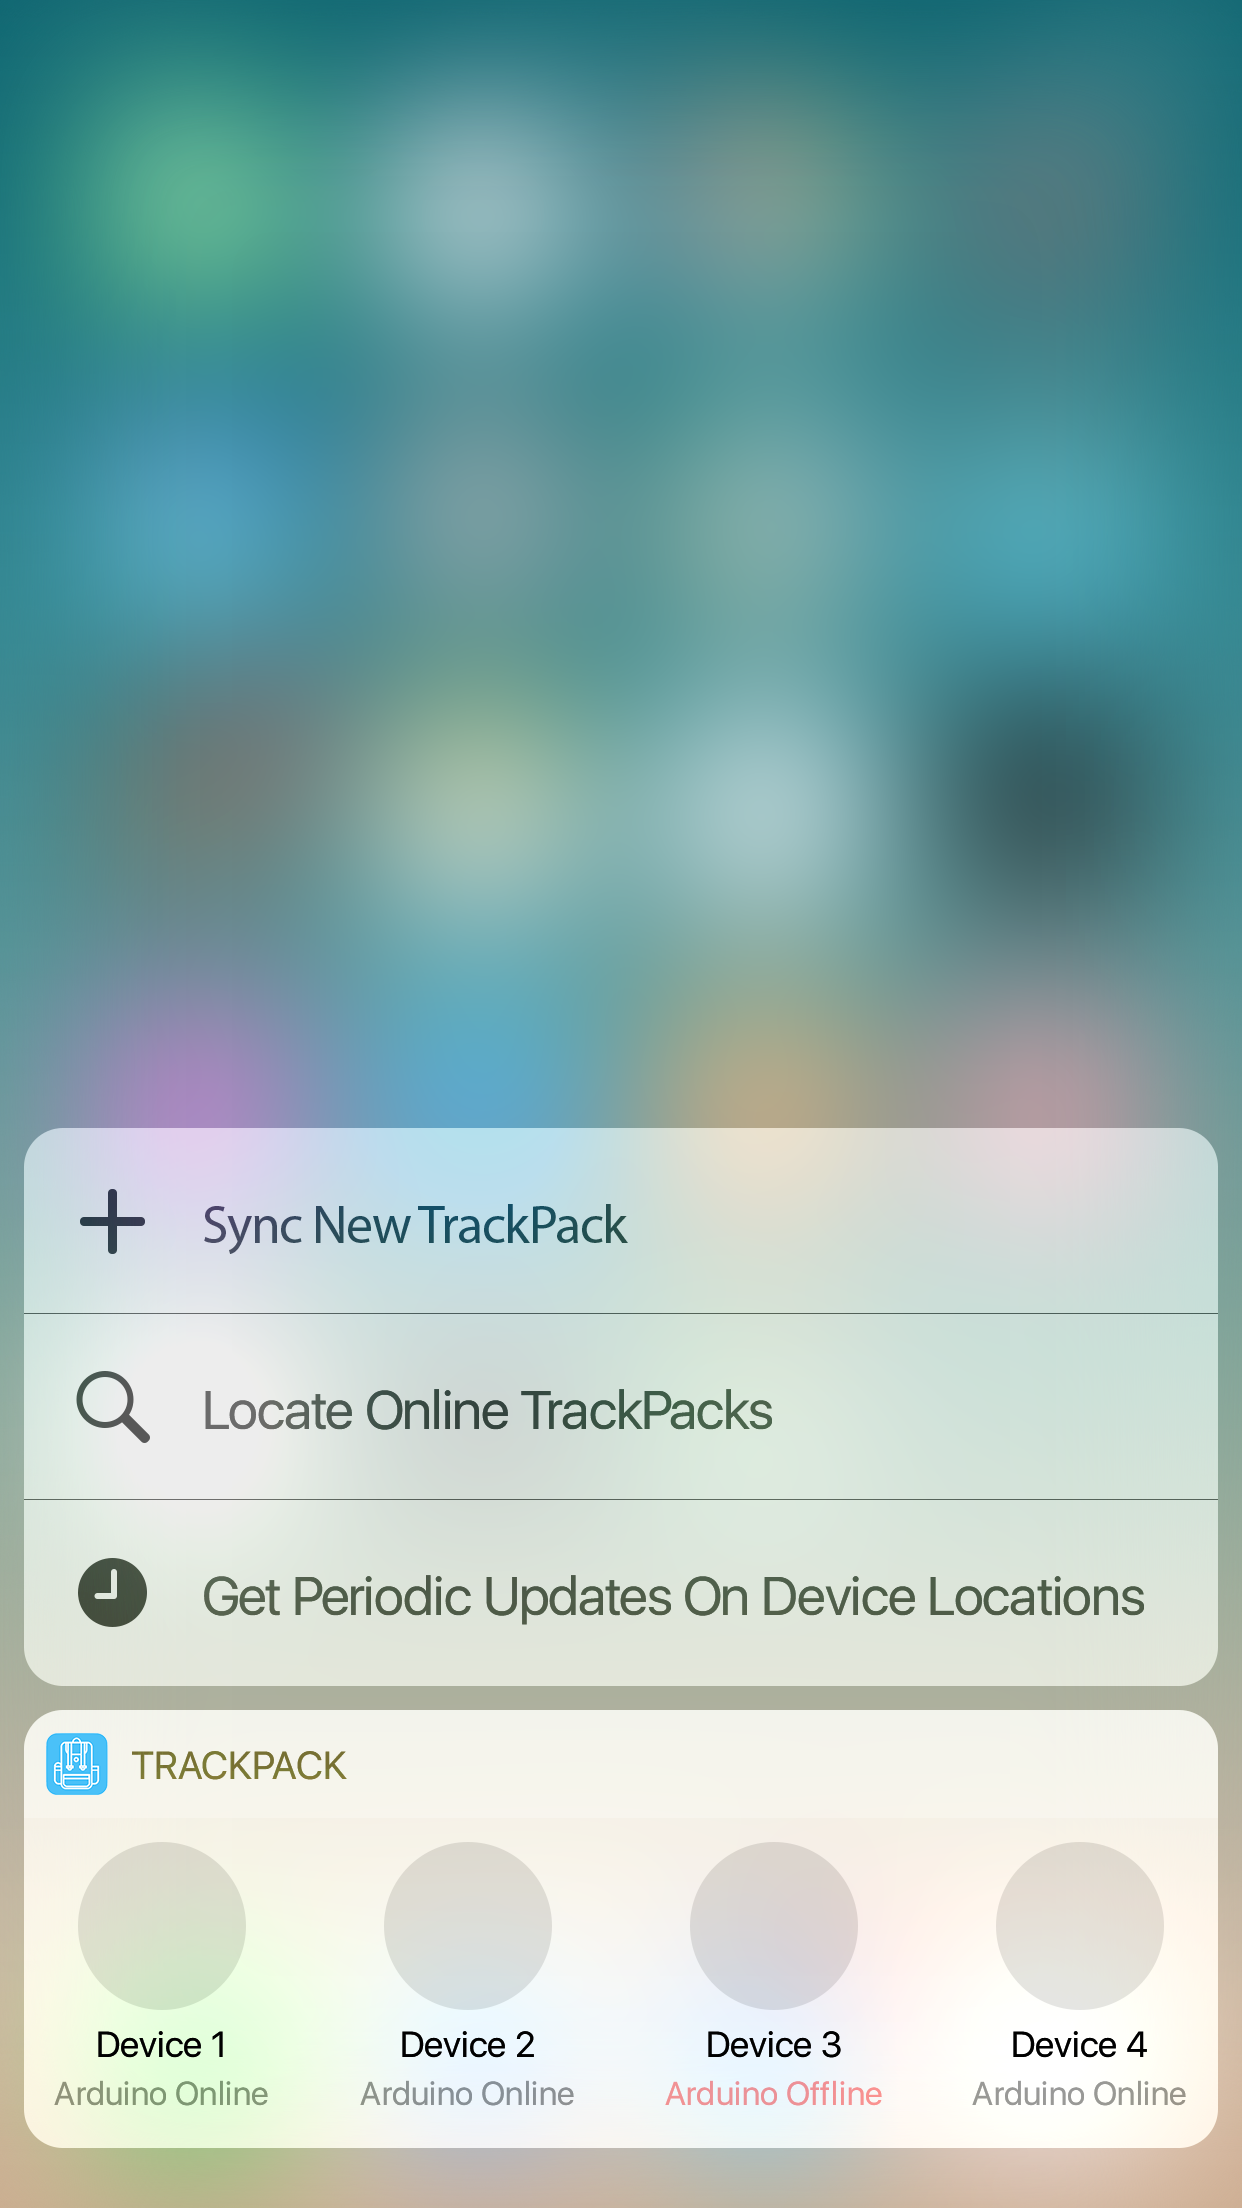 Sync New TrackPack
Locate Online TrackPacks
Get Periodic Updates On Device Locations
TRACKPACK
Device 1
Device 2
Device 3
Device 4
Arduino Online
Arduino Online
Arduino Offline
Arduino Online